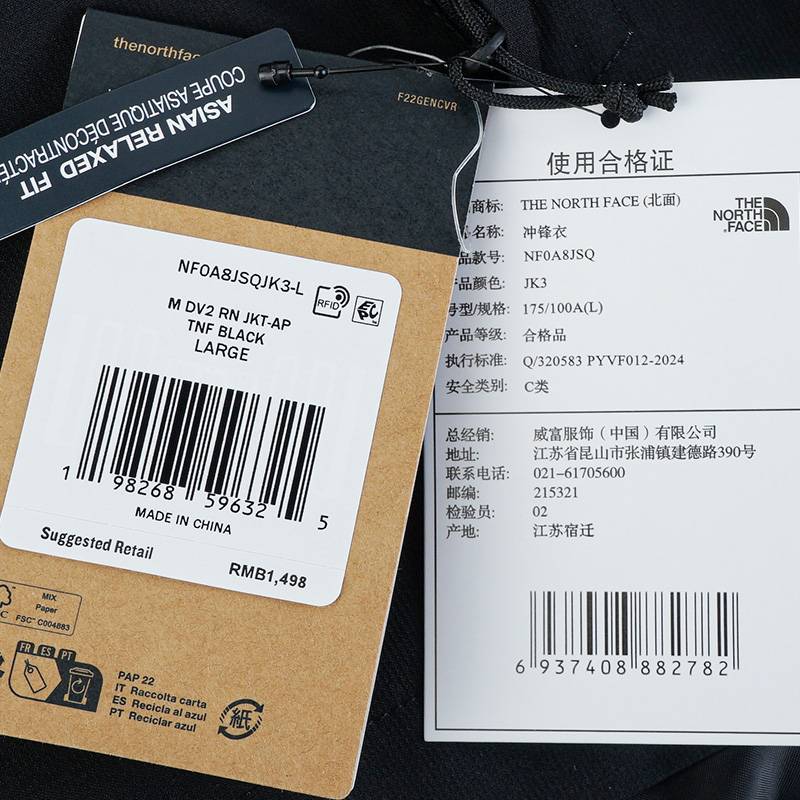 thenorthface
F22GENCVR
ASIAN RELAXED FIT
COUPE ASIATIQUE DÉCONTRACTÉ
NF0A8JSQJK3-L
RFID
M DV2 RN JKT-AP
TNF BLACK
LARGE
1 98268 59632 5
MADE IN CHINA
Suggested Retail
RMB1,498
MIX
Paper
FSC™ C004883
FR ES PT
PAP 22
IT Raccolta carta
ES Recicla al azul
PT Reciclar azul
紙
使用合格证
THE
NORTH
FACE
商标: THE NORTH FACE (北面)
名称: 冲锋衣
品款号: NF0A8JSQ
产品颜色: JK3
号型/规格: 175/100A(L)
产品等级: 合格品
执行标准: Q/320583 PYVF012-2024
安全类别: C类
总经销: 威富服饰（中国）有限公司
地址: 江苏省昆山市张浦镇建德路390号
联系电话: 021-61705600
邮编: 215321
检验员: 02
产地: 江苏宿迁
6 937408 882782